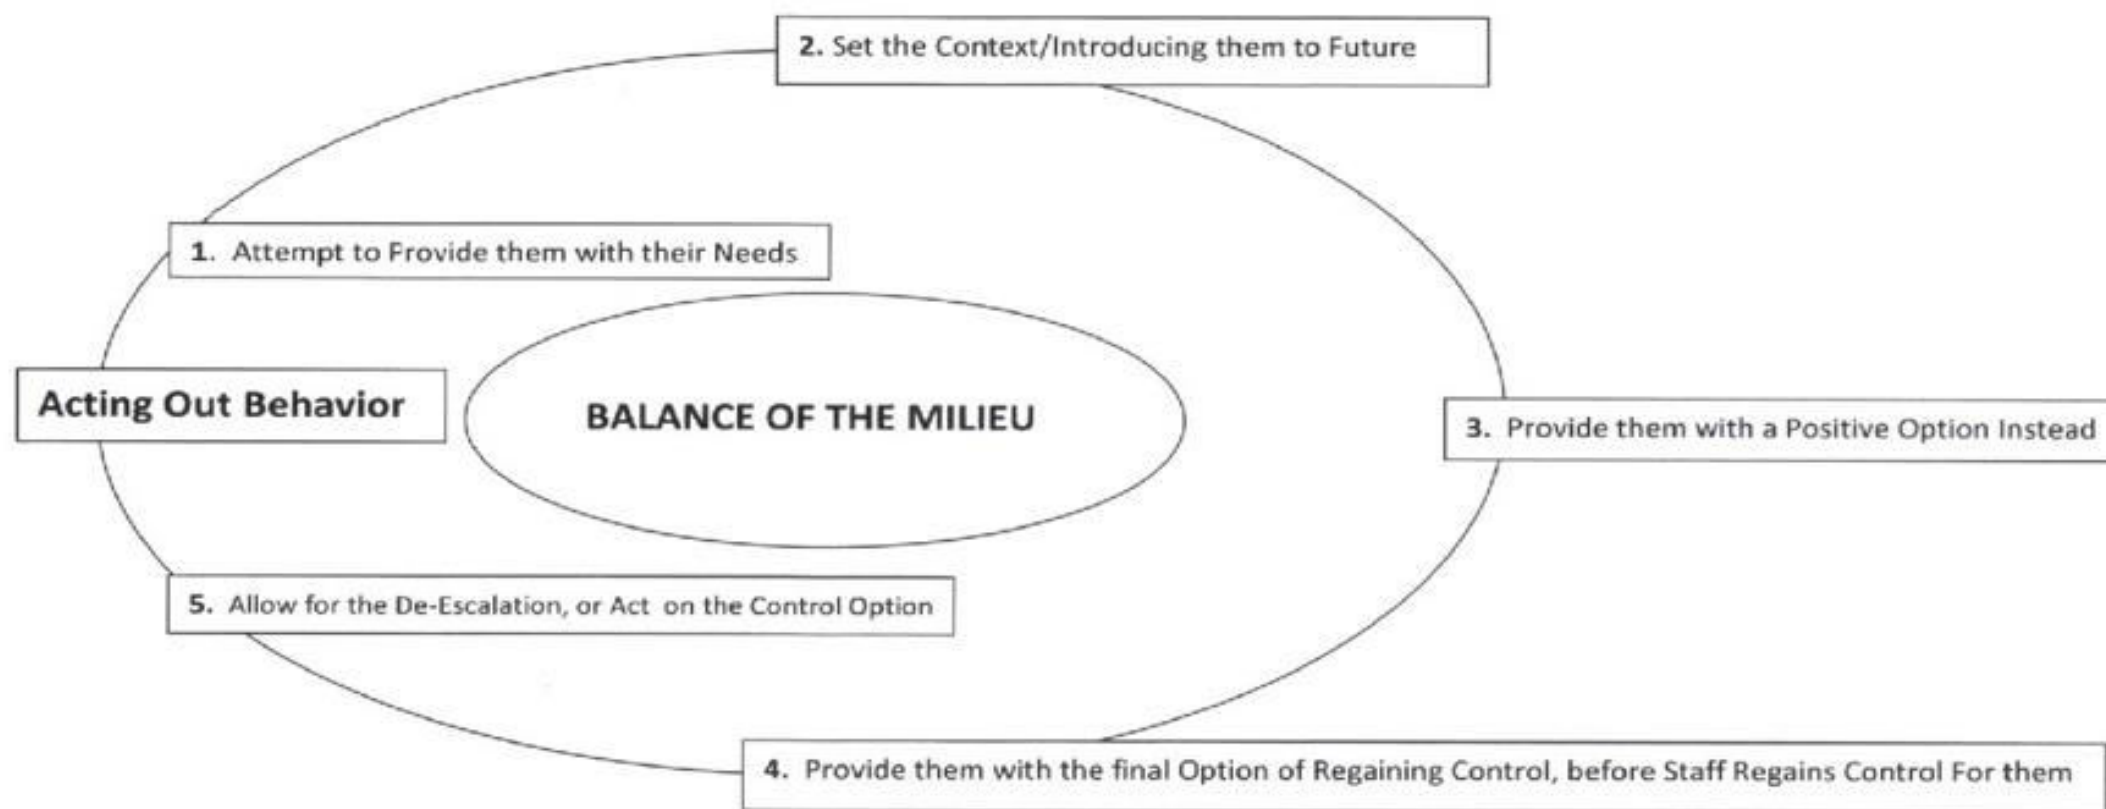 2. Set the Context/Introducing them to Future
1. Attempt to Frovide them with their Needs
Acting Out Behavior
BALANCE OF THE MILIEU
3. Provide them with a Positive Option Instead
5. Allow for the De-Escalation, or Act on the Control Option
4. Provide them with the final Option of Regaining Control, before Staff Regains Control For them